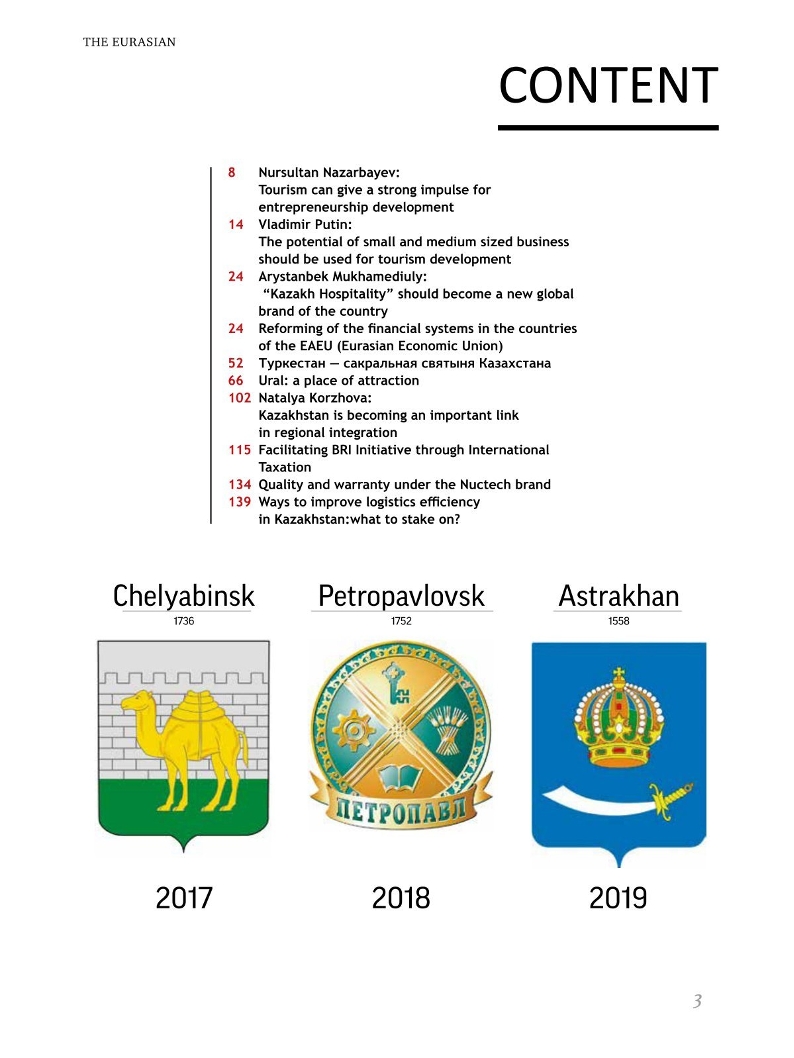 THE EURASIAN
CONTENT
8 Nursultan Nazarbayev:
Tourism can give a strong impulse for
entrepreneurship development
14 Vladimir Putin:
The potential of small and medium sized business
should be used for tourism development
24 Arystanbek Mukhamediuly:
“Kazakh Hospitality” should become a new global
brand of the country
24 Reforming of the financial systems in the countries
of the EAEU (Eurasian Economic Union)
52 Туркестан — сакральная святыня Казахстана
66 Ural: a place of attraction
102 Natalya Korzhova:
Kazakhstan is becoming an important link
in regional integration
115 Facilitating BRI Initiative through International
Taxation
134 Quality and warranty under the Nuctech brand
139 Ways to improve logistics efficiency
in Kazakhstan:what to stake on?
Chelyabinsk Petropavlovsk Astrakhan
1736 1752 1558
ПЕТРОПАВЛ
2017 2018 2019
3